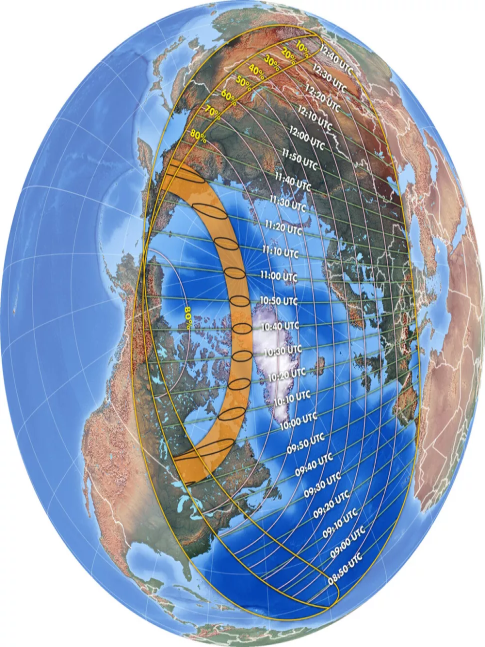 10%
20%
30%
40%
50%
60%
70%
80%
80%
12:40 UTC
12:30 UTC
12:20 UTC
12:10 UTC
12:00 UTC
11:50 UTC
11:40 UTC
11:30 UTC
11:20 UTC
11:10 UTC
11:00 UTC
10:50 UTC
10:40 UTC
10:30 UTC
10:20 UTC
10:10 UTC
10:00 UTC
09:50 UTC
09:40 UTC
09:30 UTC
09:20 UTC
09:10 UTC
09:00 UTC
08:50 UTC